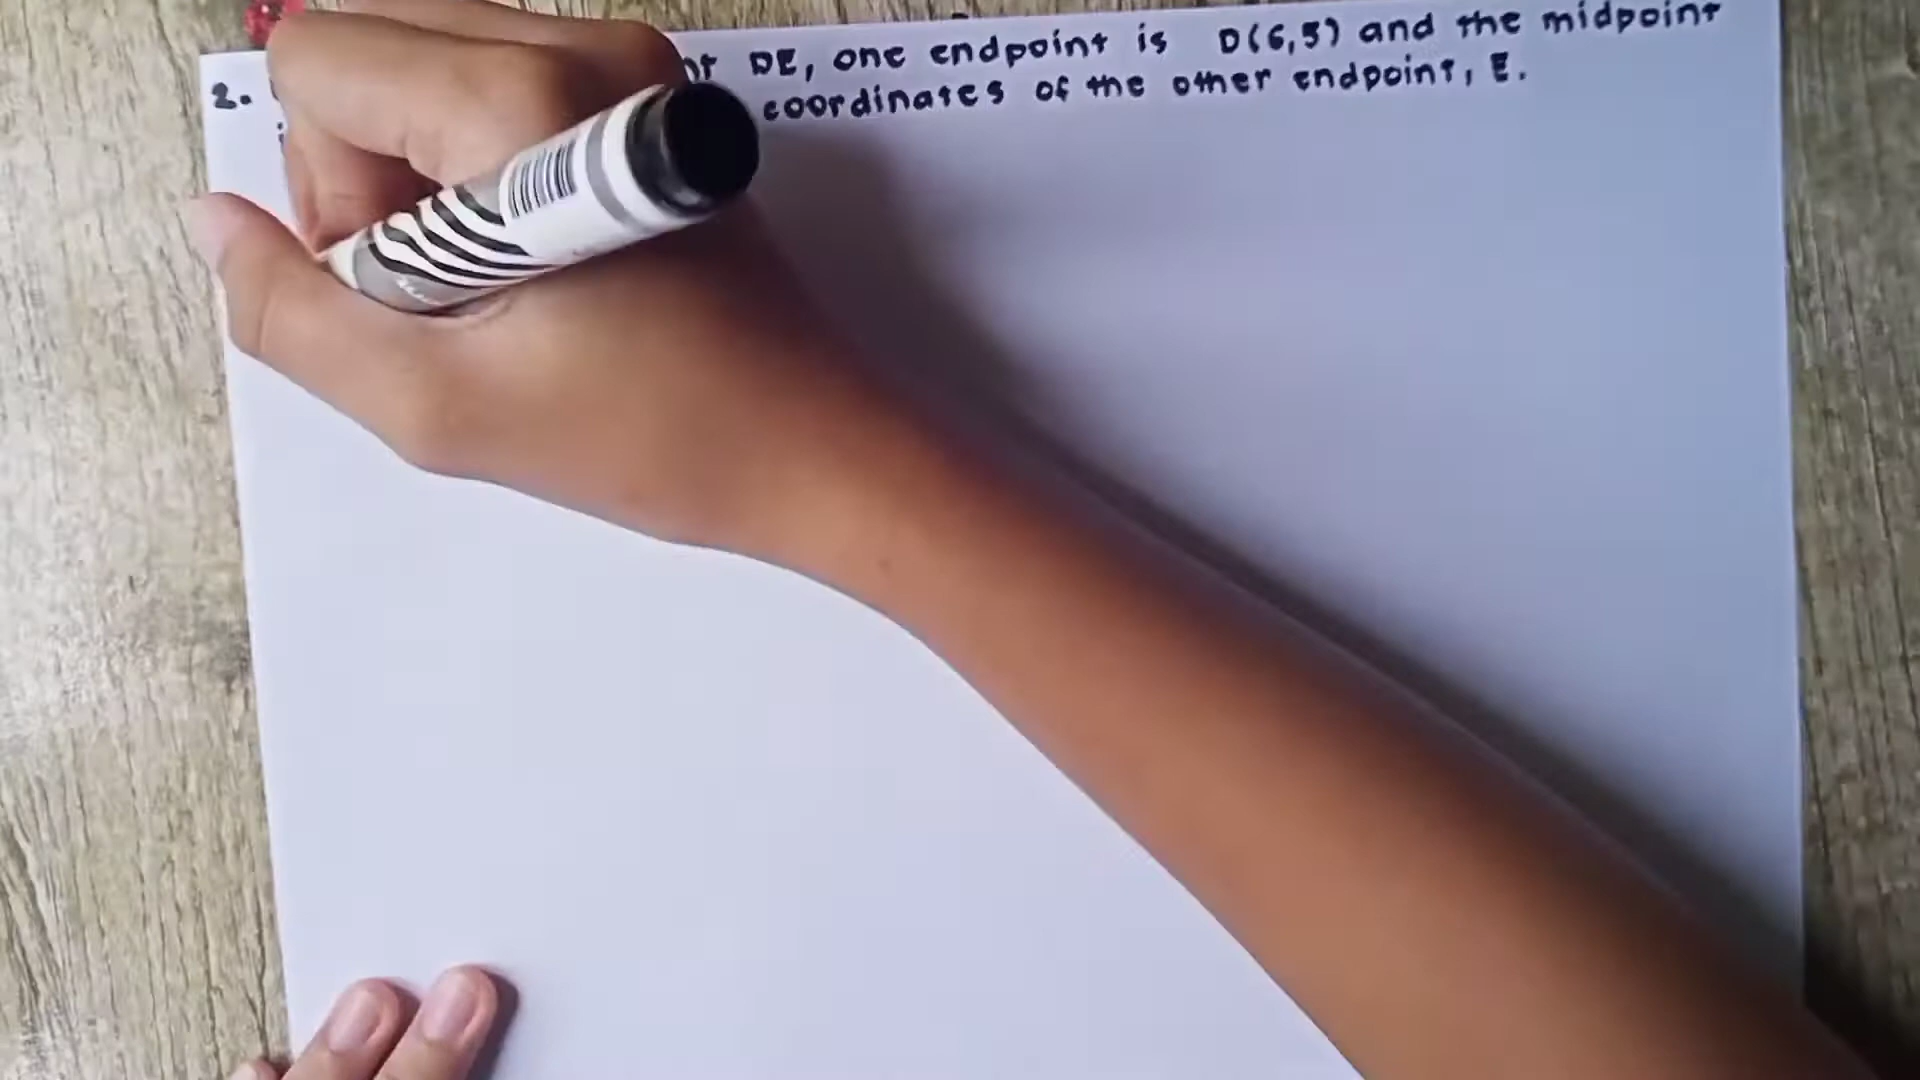 2. DE, one endpoint is D(6,5) and the midpoint
coordinates of the other endpoint, E.